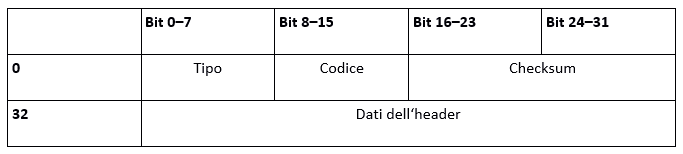 Bit 0–7 Bit 8–15 Bit 16–23 Bit 24–31
0 Tipo Codice Checksum
32 Dati dell‘header